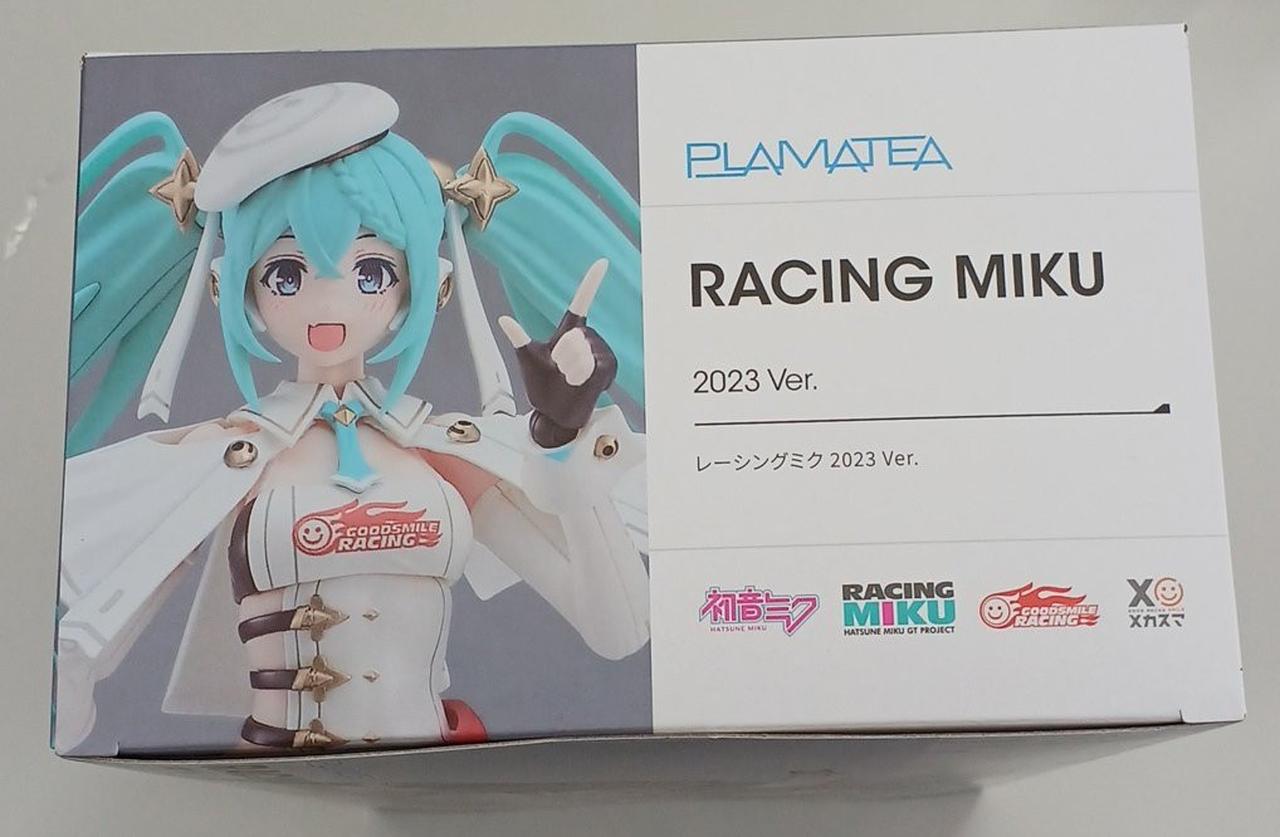 PLAMATEA
RACING MIKU
2023 Ver.
レーシングミク 2023 Ver.
GOODSMILE
RACING
初音ミク
HATSUNE MIKU
RACING
MIKU
HATSUNE MIKU GT PROJECT
GOODSMILE
RACING
メカスマ